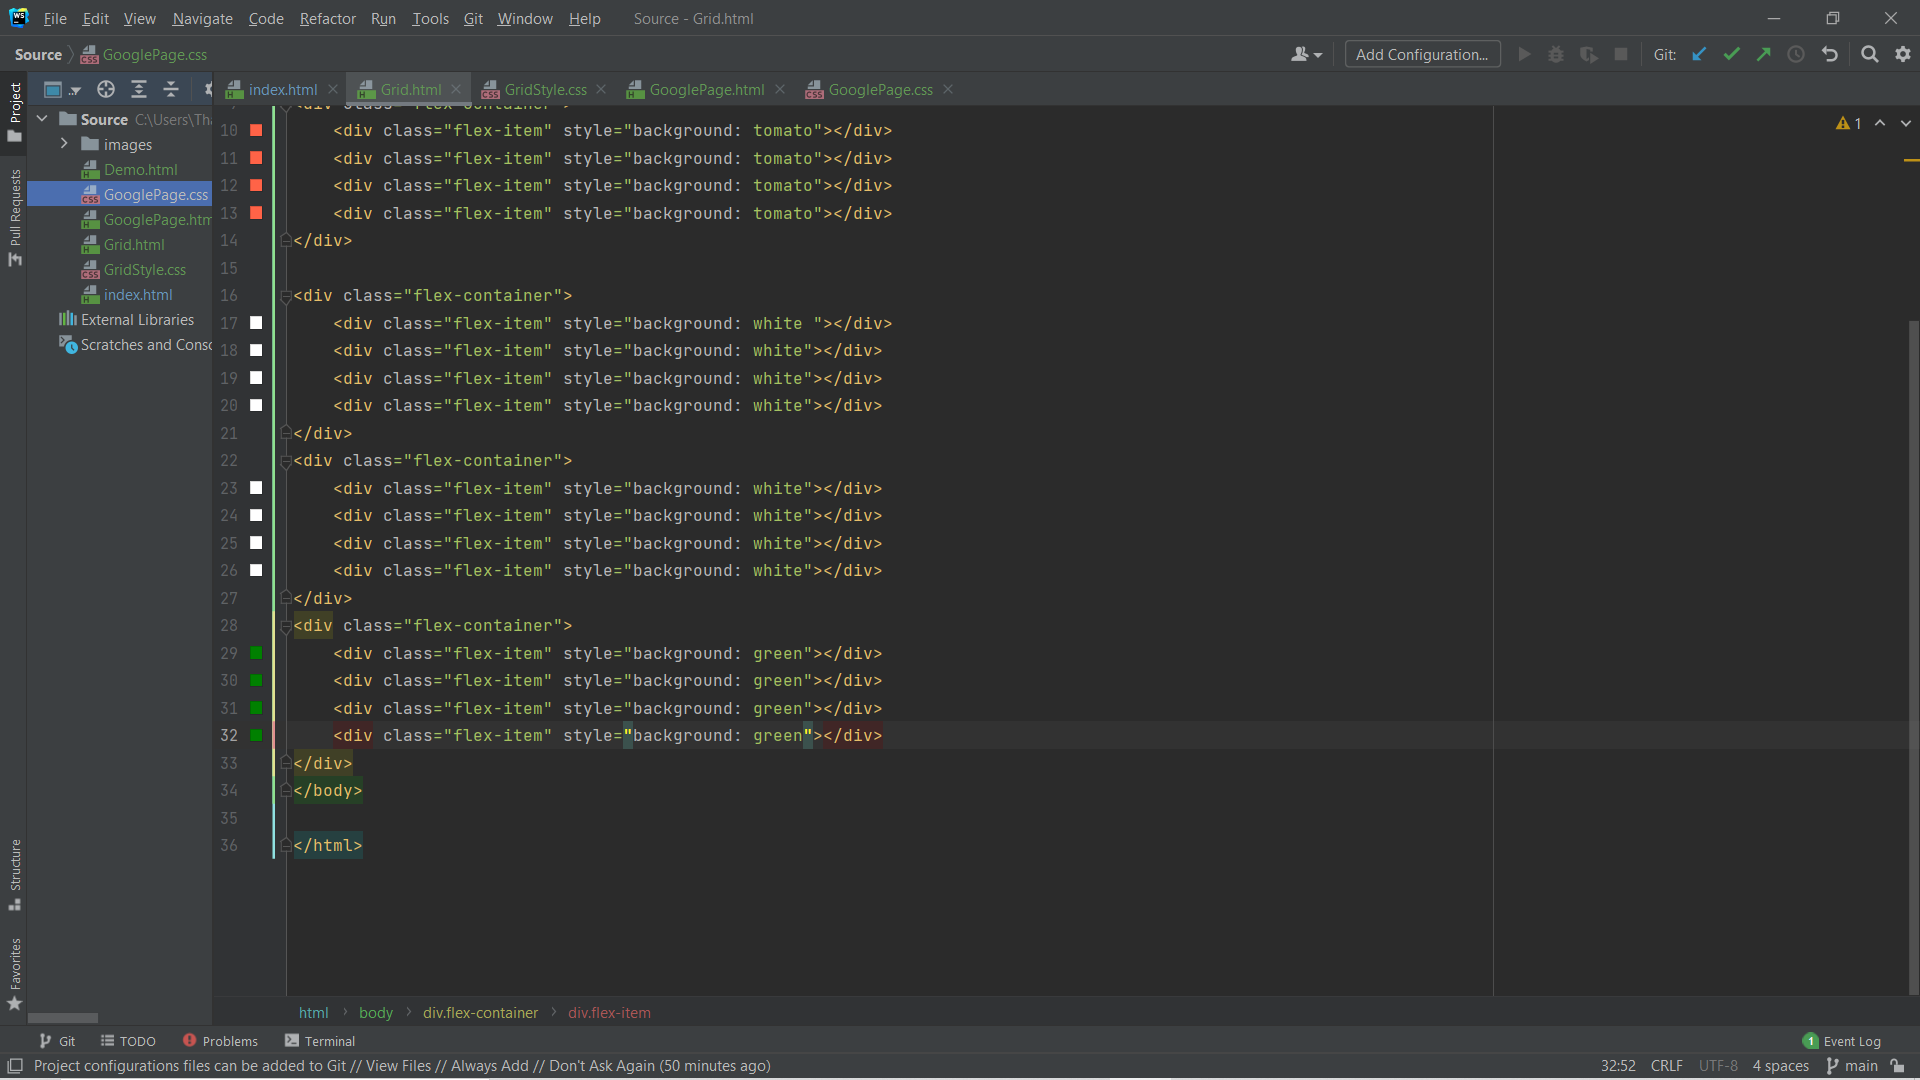 File Edit View Navigate Code Refactor Run Tools Git Window Help Source - Grid.html
Source GooglePage.css Add Configuration... Git:
index.html Grid.html GridStyle.css GooglePage.html GooglePage.css
Project
Pull Requests
Structure
Favorites
Source C:\Users\Tha
images
Demo.html
GooglePage.css
GooglePage.htm
Grid.html
GridStyle.css
index.html
External Libraries
Scratches and Conso
1
10 <div class="flex-item" style="background: tomato"></div>
11 <div class="flex-item" style="background: tomato"></div>
12 <div class="flex-item" style="background: tomato"></div>
13 <div class="flex-item" style="background: tomato"></div>
14 </div>
15
16 <div class="flex-container">
17 <div class="flex-item" style="background: white "></div>
18 <div class="flex-item" style="background: white"></div>
19 <div class="flex-item" style="background: white"></div>
20 <div class="flex-item" style="background: white"></div>
21 </div>
22 <div class="flex-container">
23 <div class="flex-item" style="background: white"></div>
24 <div class="flex-item" style="background: white"></div>
25 <div class="flex-item" style="background: white"></div>
26 <div class="flex-item" style="background: white"></div>
27 </div>
28 <div class="flex-container">
29 <div class="flex-item" style="background: green"></div>
30 <div class="flex-item" style="background: green"></div>
31 <div class="flex-item" style="background: green"></div>
32 <div class="flex-item" style="background: green"></div>
33 </div>
34 </body>
35
36 </html>
html body div.flex-container div.flex-item
Git TODO Problems Terminal 1 Event Log
Project configurations files can be added to Git // View Files // Always Add // Don't Ask Again (50 minutes ago) 32:52 CRLF UTF-8 4 spaces main